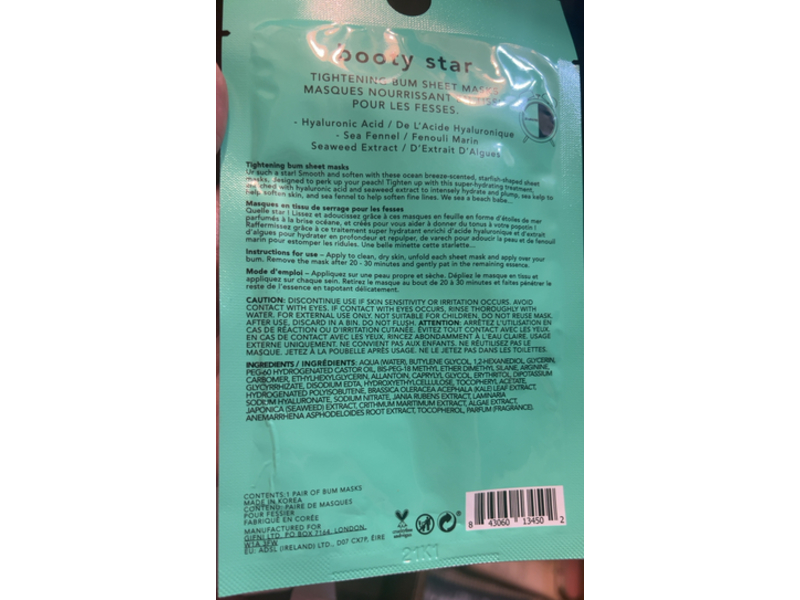 booty star
TIGHTENING BUM SHEET MASKS
MASQUES NOURRISSANT
POUR LES FESSES.
- Hyaluronic Acid / De L'Acide Hyaluronique
- Sea Fennel / Fenouil Marin
Seaweed Extract / D'Extrait D'Algues
Tightening bum sheet masks
Ur such a star! Smooth and soften with these ocean breeze-scented, starfish-shaped sheet
masks. Designed to perk up your peach! Tighten up with this super-hydrating treatment,
enriched with hyaluronic acid and seaweed extract to intensely hydrate and plump, sea kelp to
help soften skin, and sea fennel to help soften fine lines. We sea a beach babe...
Masques en tissu de serrage pour les fesses
Quelle star ! Lissez et adoucissez grâce à ces masques en feuille en forme d'étoiles de mer
parfumés à la brise océane, et créés pour vous aider à donner du tonus à votre popotin !
Raffermissez grâce à ce traitement super hydratant enrichi d'acide hyaluronique et d'extrait
d'algues pour hydrater en profondeur et repulper, de varech pour adoucir la peau et de fenouil
marin pour estomper les ridules. Une belle minette cette starlette...
Instructions for use – Apply to clean, dry skin, unfold each sheet mask and apply over your
bum. Remove the mask after 20 - 30 minutes and gently pat in the remaining essence.
Mode d'emploi – Appliquez sur une peau propre et sèche. Dépliez le masque en tissu et
appliquez sur chaque sein. Retirez le masque au bout de 20 à 30 minutes et faites pénétrer le
reste de l'essence en tapotant délicatement.
CAUTION: DISCONTINUE USE IF SKIN SENSITIVITY OR IRRITATION OCCURS. AVOID
CONTACT WITH EYES. IF CONTACT WITH EYES OCCURS, RINSE THOROUGHLY WITH
WATER. FOR EXTERNAL USE ONLY. NOT SUITABLE FOR CHILDREN. DO NOT REUSE MASK.
AFTER USE, DISCARD IN A BIN. DO NOT FLUSH. ATTENTION: ARRÊTEZ L'UTILISATION EN
CAS DE RÉACTION OU D'IRRITATION CUTANÉE. ÉVITEZ TOUT CONTACT AVEC LES YEUX.
EN CAS DE CONTACT AVEC LES YEUX, RINCEZ ABONDAMMENT À L'EAU CLAIRE. USAGE
EXTERNE UNIQUEMENT. NE CONVIENT PAS AUX ENFANTS. NE RÉUTILISEZ PAS LE
MASQUE. JETEZ À LA POUBELLE APRÈS USAGE. NE LE JETEZ PAS DANS LES TOILETTES.
INGREDIENTS / INGRÉDIENTS: AQUA (WATER), BUTYLENE GLYCOL, 1,2-HEXANEDIOL, GLYCERIN,
PEG-60 HYDROGENATED CASTOR OIL, BIS-PEG-18 METHYL ETHER DIMETHYL SILANE, ARGININE,
CARBOMER, ETHYLHEXYLGLYCERIN, ALLANTOIN, CAPRYLYL GLYCOL, ERYTHRITOL, DIPOTASSIUM
GLYCYRRHIZATE, DISODIUM EDTA, HYDROXYETHYLCELLULOSE, TOCOPHERYL ACETATE,
HYDROGENATED POLYISOBUTENE, BRASSICA OLERACEA ACEPHALA (KALE) LEAF EXTRACT,
SODIUM HYALURONATE, SODIUM NITRATE, JANIA RUBENS EXTRACT, LAMINARIA
JAPONICA (SEAWEED) EXTRACT, CRITHMUM MARITIMUM EXTRACT, ALGAE EXTRACT,
ANEMARRHENA ASPHODELOIDES ROOT EXTRACT, TOCOPHEROL, PARFUM (FRAGRANCE).
CONTENTS:1 PAIR OF BUM MASKS
MADE IN KOREA
CONTENU: PAIRE DE MASQUES
POUR FESSIER
FABRIQUÉ EN CORÉE
MANUFACTURED FOR
GIFNI LTD, PO BOX 7164, LONDON,
W1A 3FW
EU: ADSL (IRELAND) LTD., D07 CX7P, ÉIRE
21K1
8 43060 13450 2